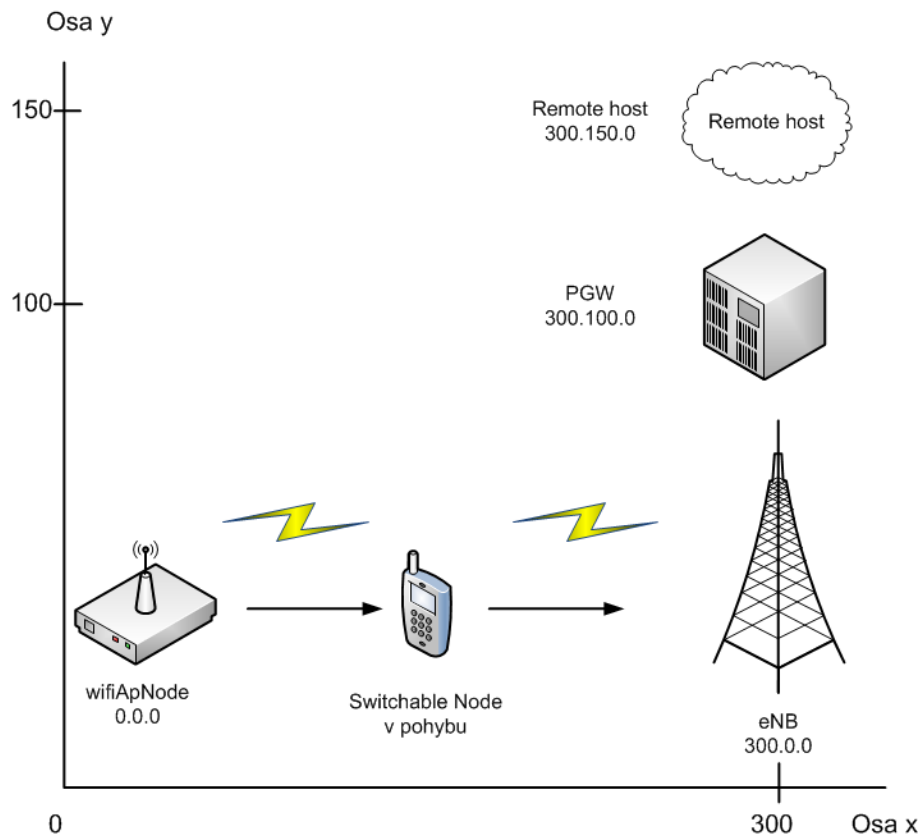 Osa y
150
Remote host
300.150.0
Remote host
100
PGW
300.100.0
wifiApNode
0.0.0
Switchable Node
v pohybu
eNB
300.0.0
0
300
Osa x